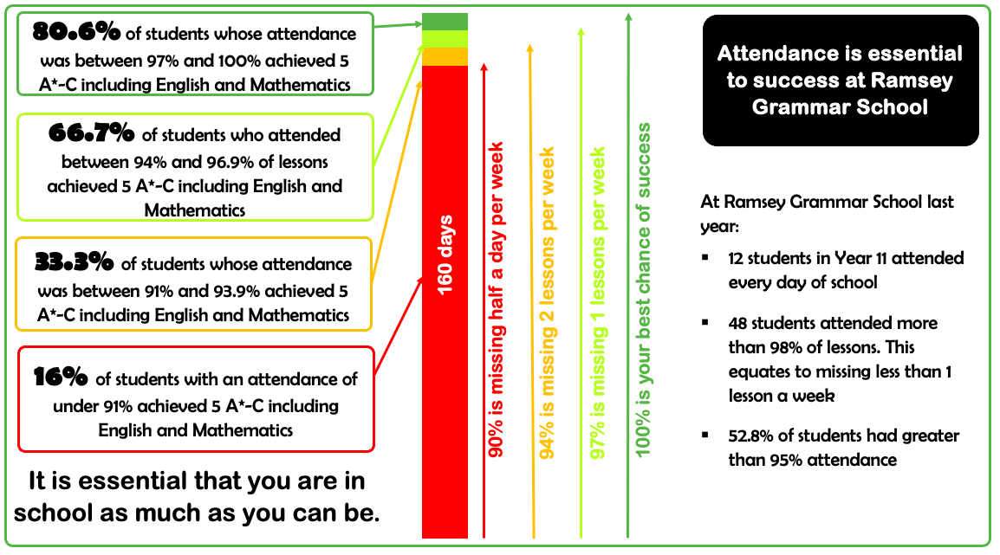 80.6% of students whose attendance
was between 97% and 100% achieved 5
A*-C including English and Mathematics
66.7% of students who attended
between 94% and 96.9% of lessons
achieved 5 A*-C including English and
Mathematics
33.3% of students whose attendance
was between 91% and 93.9% achieved 5
A*-C including English and Mathematics
16% of students with an attendance of
under 91% achieved 5 A*-C including
English and Mathematics
It is essential that you are in
school as much as you can be.
160 days
90% is missing half a day per week
94% is missing 2 lessons per week
97% is missing 1 lessons per week
100% is your best chance of success
Attendance is essential
to success at Ramsey
Grammar School
At Ramsey Grammar School last
year:
▪ 12 students in Year 11 attended
every day of school
▪ 48 students attended more
than 98% of lessons. This
equates to missing less than 1
lesson a week
▪ 52.8% of students had greater
than 95% attendance